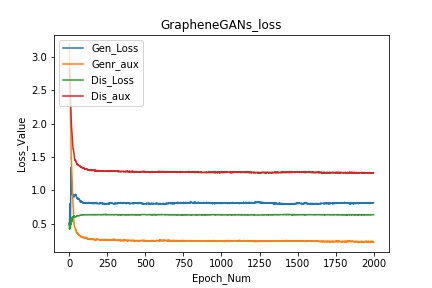 GrapheneGANs_loss
Gen_Loss
Genr_aux
Dis_Loss
Dis_aux
Loss_Value
3.0
2.5
2.0
1.5
1.0
0.5
0 250 500 750 1000 1250 1500 1750 2000
Epoch_Num